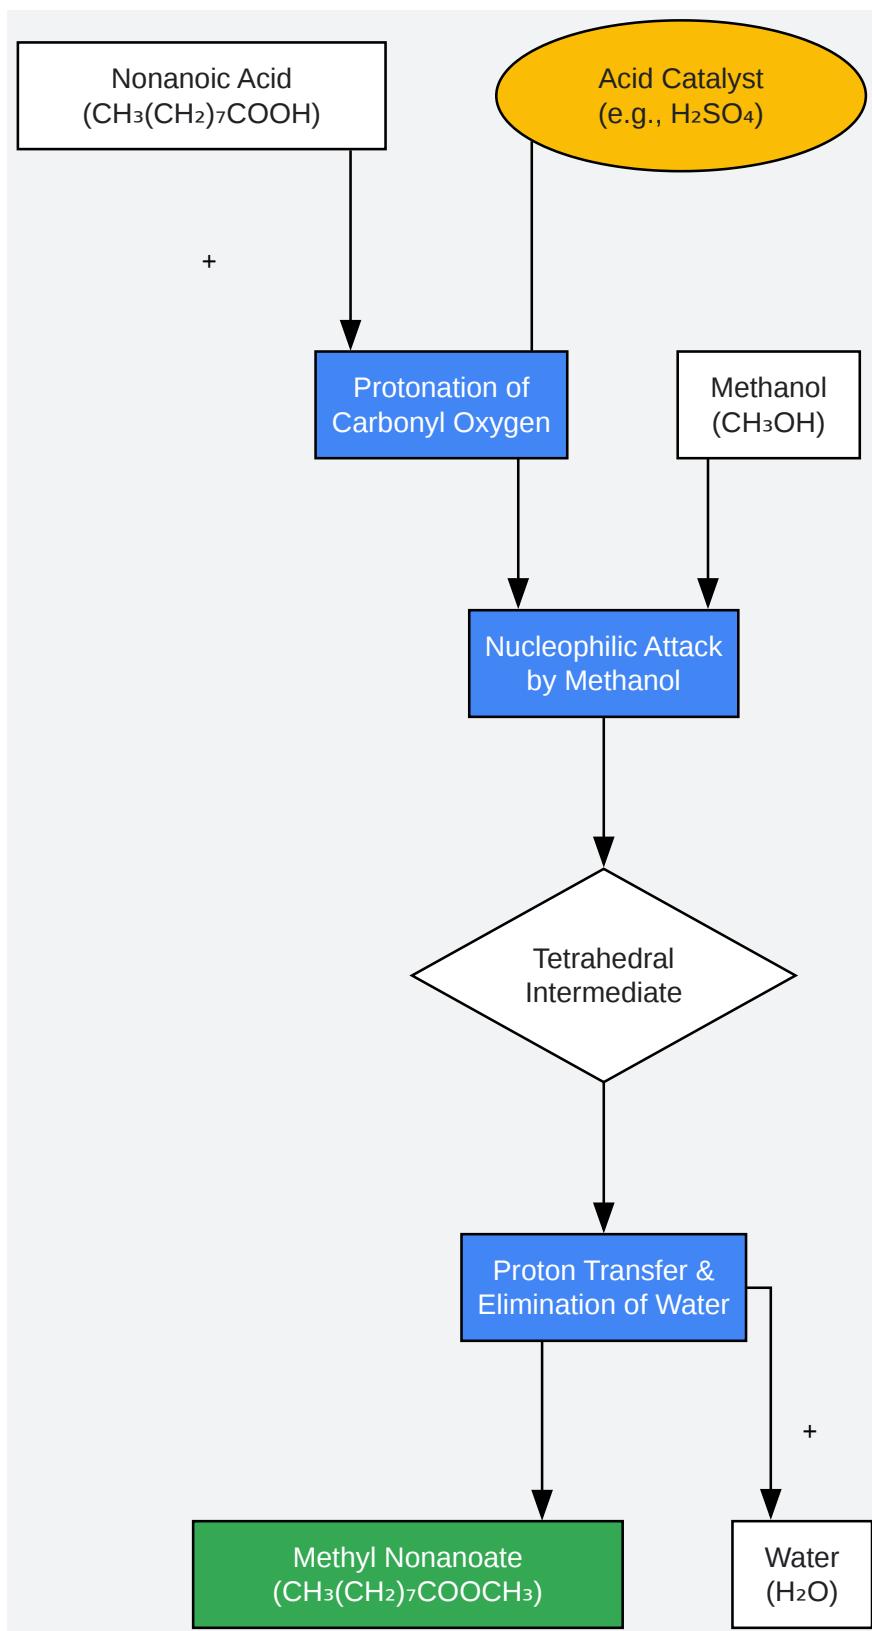 Nonanoic Acid
(CH₃(CH₂)₇COOH)
Acid Catalyst
(e.g., H₂SO₄)
+
Protonation of
Carbonyl Oxygen
Methanol
(CH₃OH)
Nucleophilic Attack
by Methanol
Tetrahedral
Intermediate
Proton Transfer &
Elimination of Water
+
Methyl Nonanoate
(CH₃(CH₂)₇COOCH₃)
Water
(H₂O)